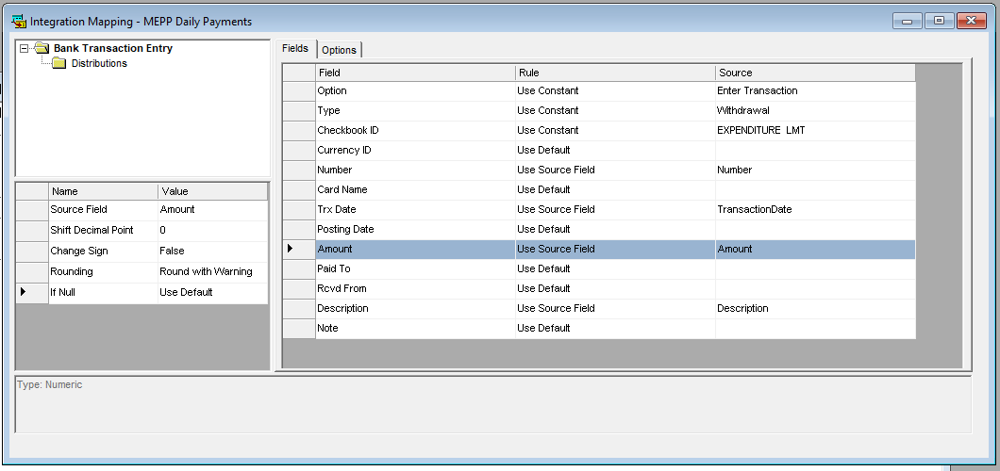 Integration Mapping - MEPP Daily Payments
Bank Transaction Entry
Distributions
Name Value
Source Field Amount
Shift Decimal Point 0
Change Sign False
Rounding Round with Warning
If Null Use Default
Fields Options
Field Rule Source
Option Use Constant Enter Transaction
Type Use Constant Withdrawal
Checkbook ID Use Constant EXPENDITURE LMT
Currency ID Use Default
Number Use Source Field Number
Card Name Use Default
Trx Date Use Source Field TransactionDate
Posting Date Use Default
Amount Use Source Field Amount
Paid To Use Default
Rcvd From Use Default
Description Use Source Field Description
Note Use Default
Type: Numeric